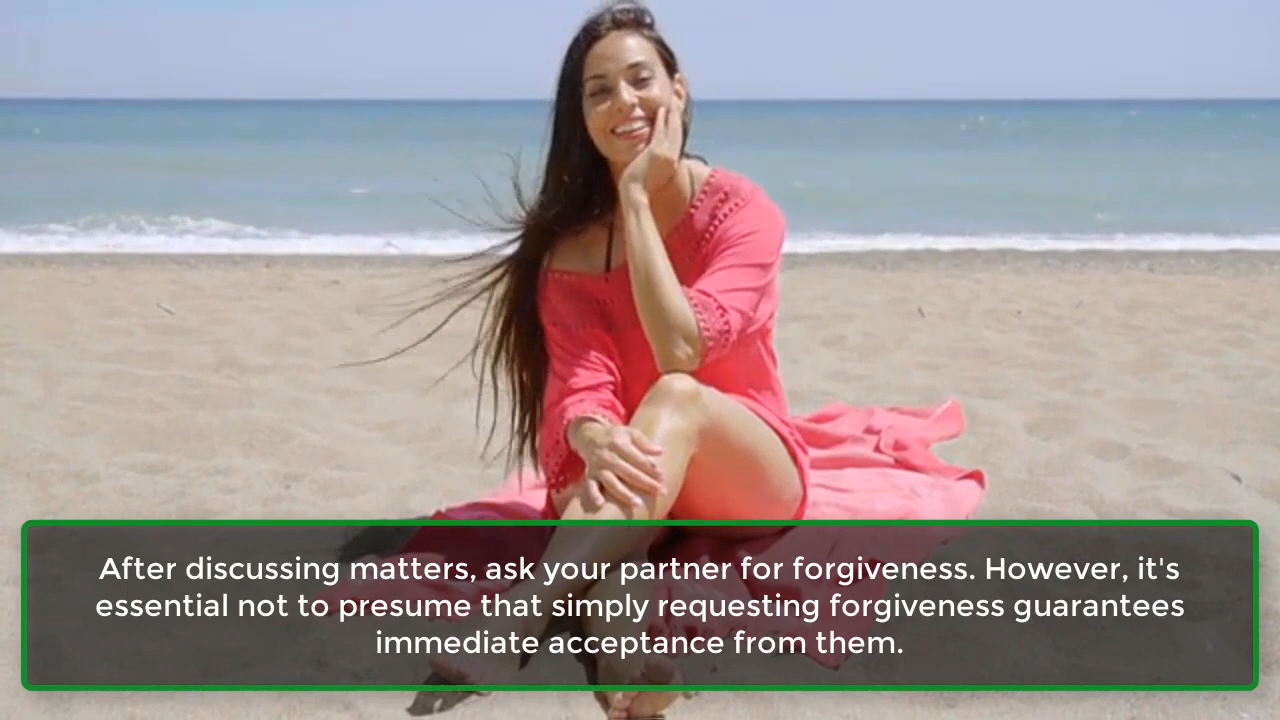 After discussing matters, ask your partner for forgiveness. However, it's
essential not to presume that simply requesting forgiveness guarantees
immediate acceptance from them.